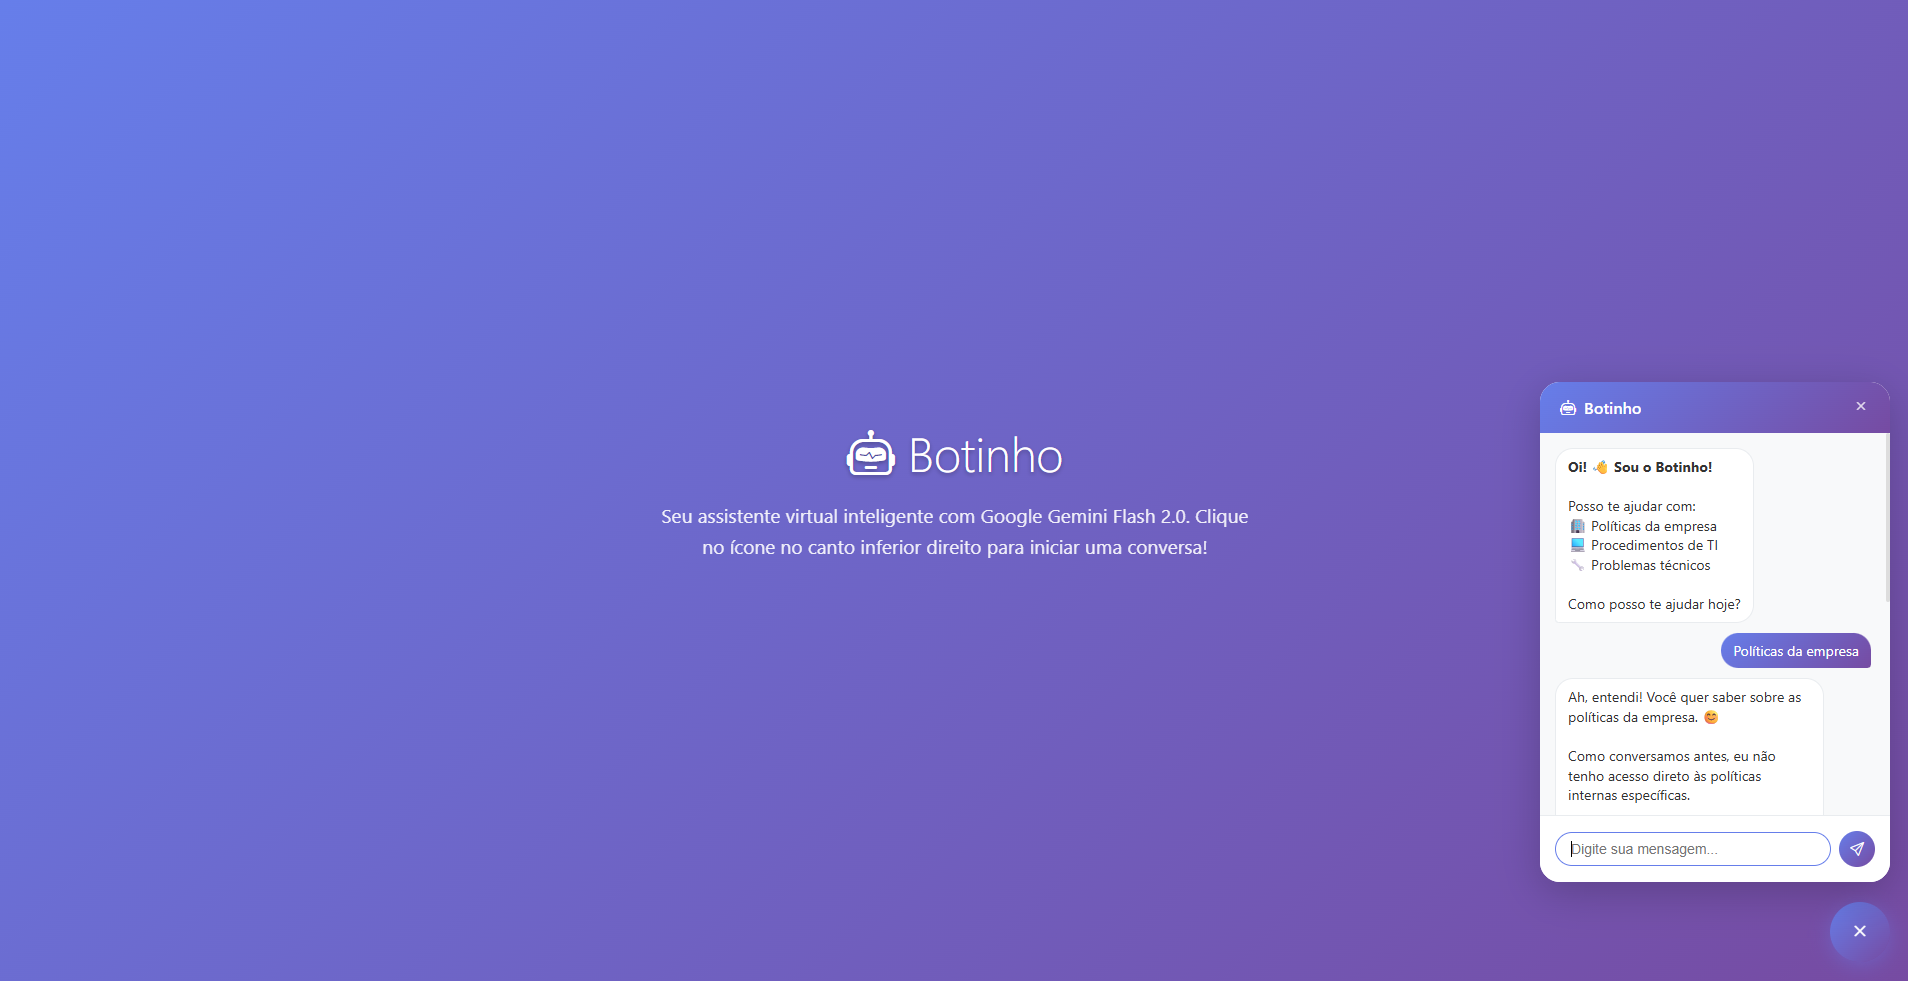 Botinho
Seu assistente virtual inteligente com Google Gemini Flash 2.0. Clique
no ícone no canto inferior direito para iniciar uma conversa!
Botinho
Oi! 👋 Sou o Botinho!
Posso te ajudar com:
🏢 Políticas da empresa
💻 Procedimentos de TI
🔧 Problemas técnicos
Como posso te ajudar hoje?
Políticas da empresa
Ah, entendi! Você quer saber sobre as
políticas da empresa. 😊
Como conversamos antes, eu não
tenho acesso direto às políticas
internas específicas.
Digite sua mensagem...